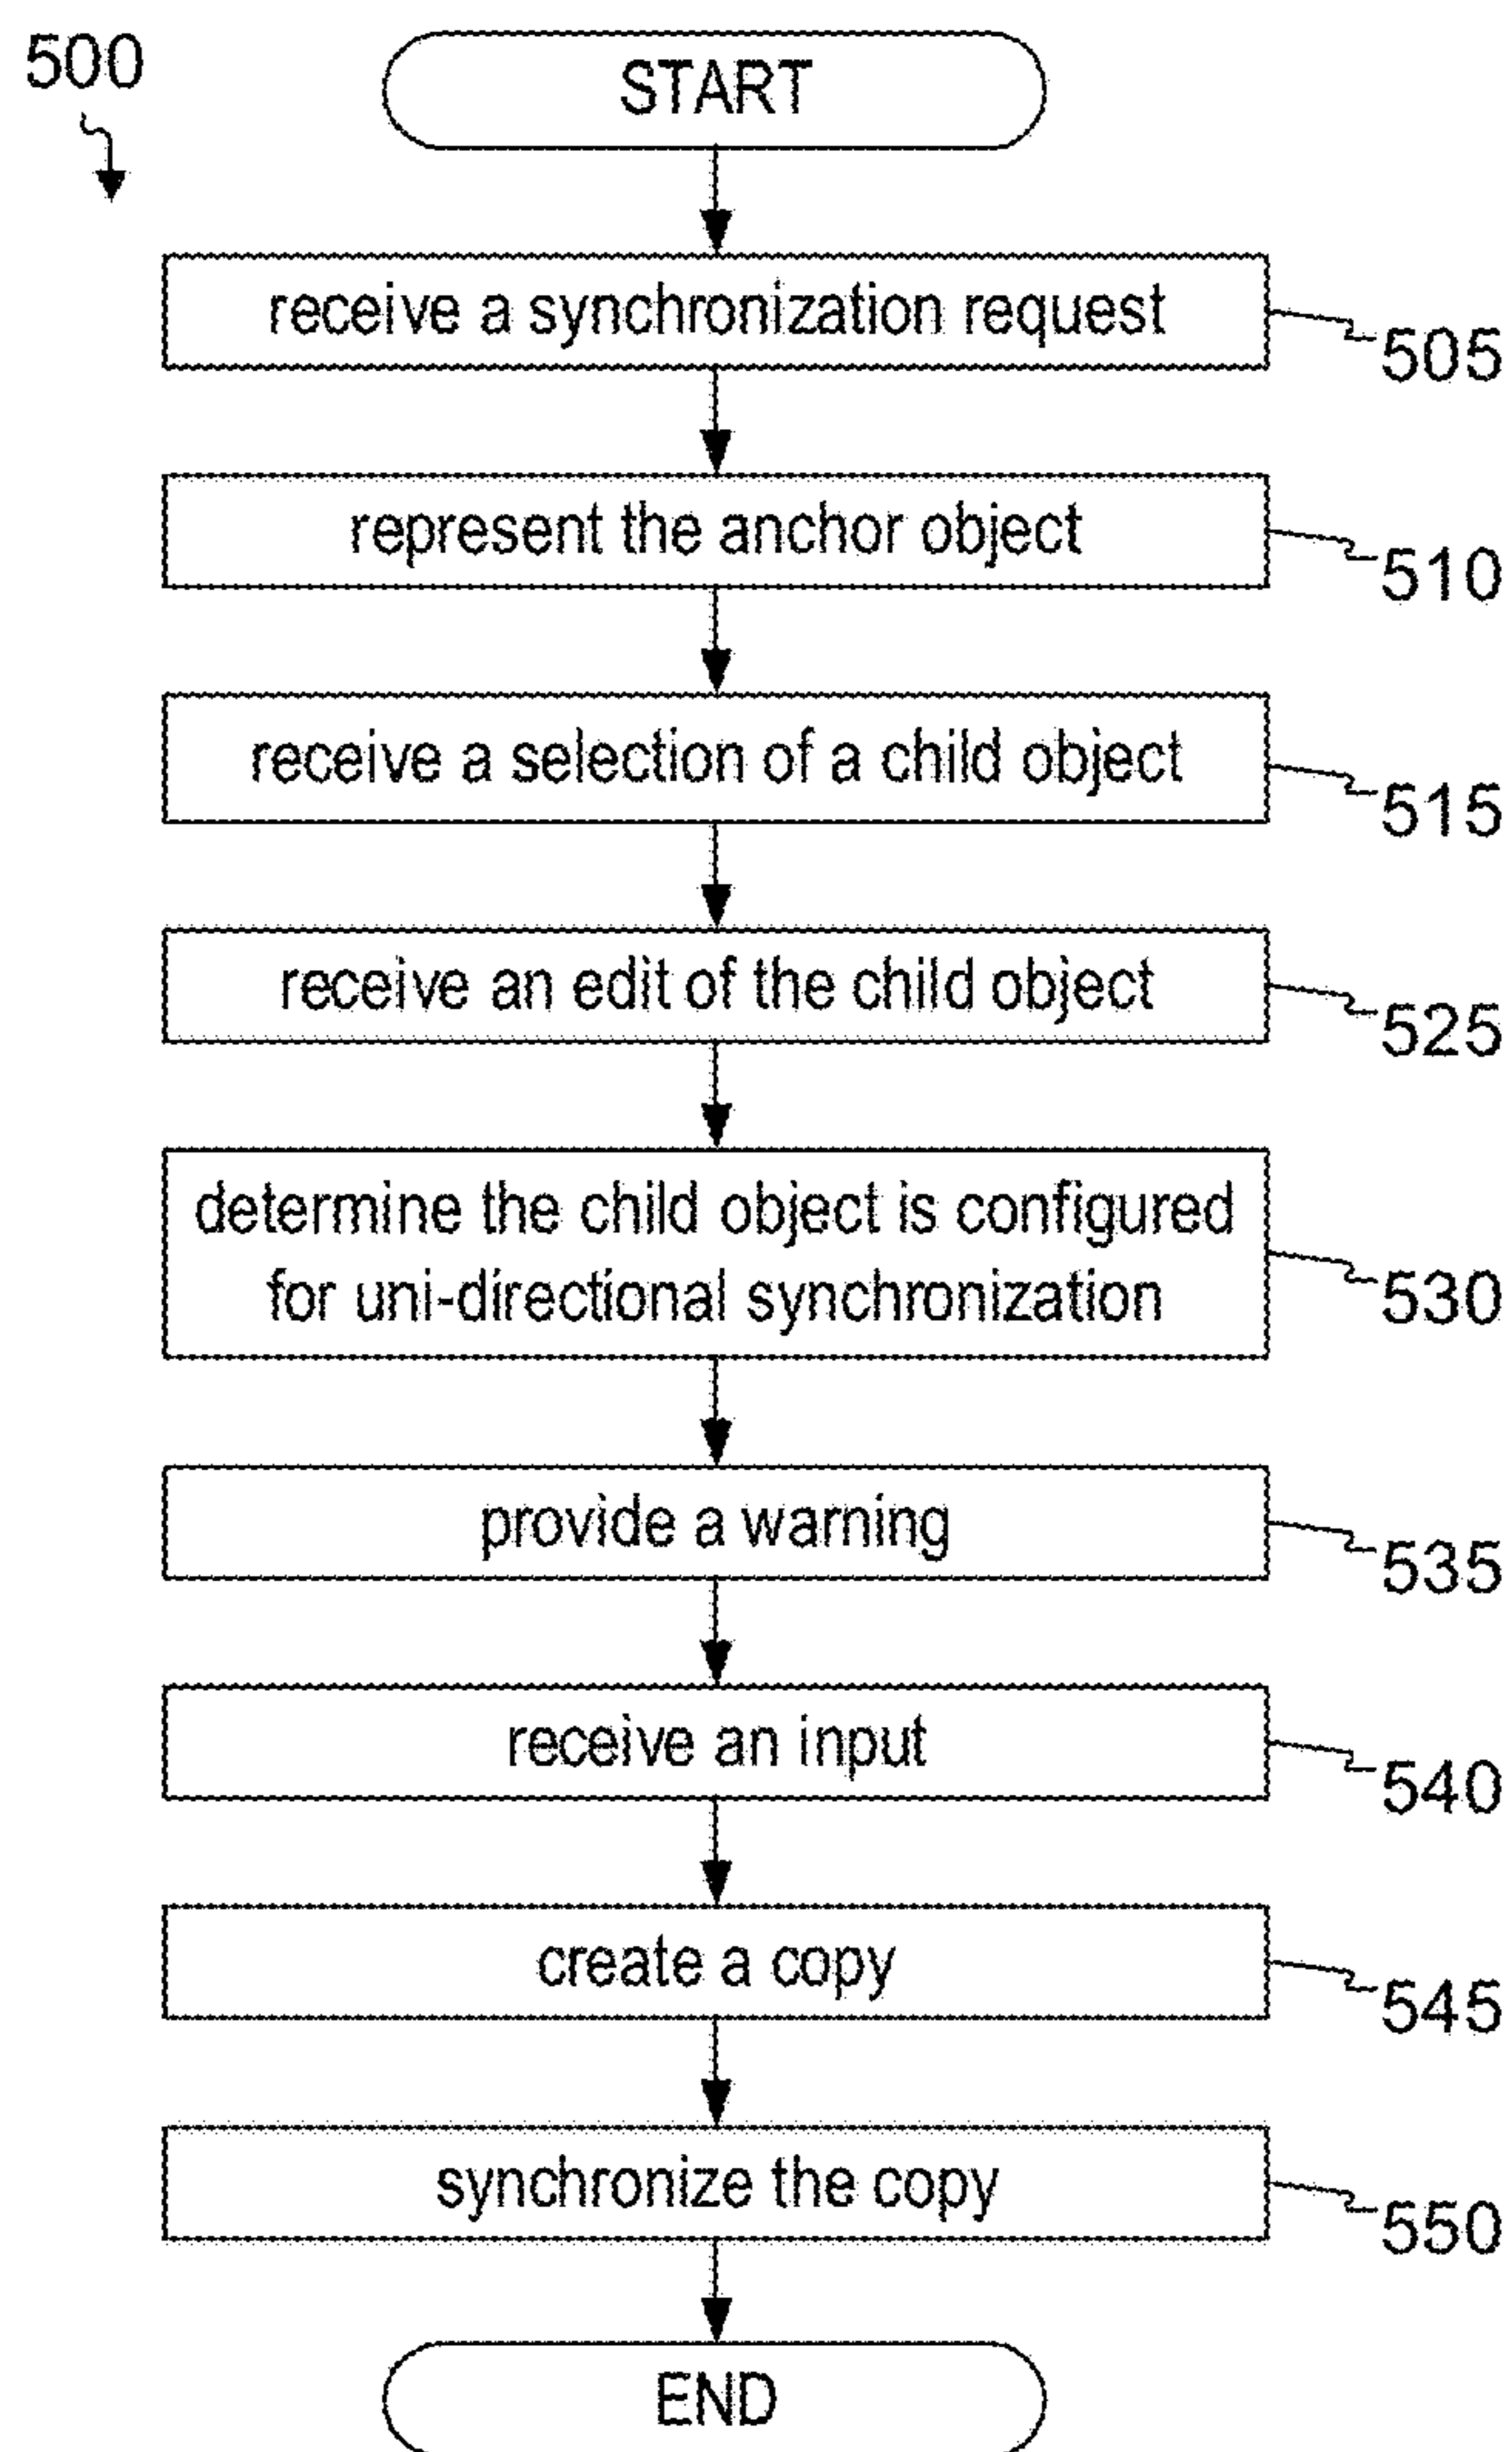 500
START
receive a synchronization request
505
represent the anchor object
510
receive a selection of a child object
515
receive an edit of the child object
525
determine the child object is configured
for uni-directional synchronization
530
provide a warning
535
receive an input
540
create a copy
545
synchronize the copy
550
END